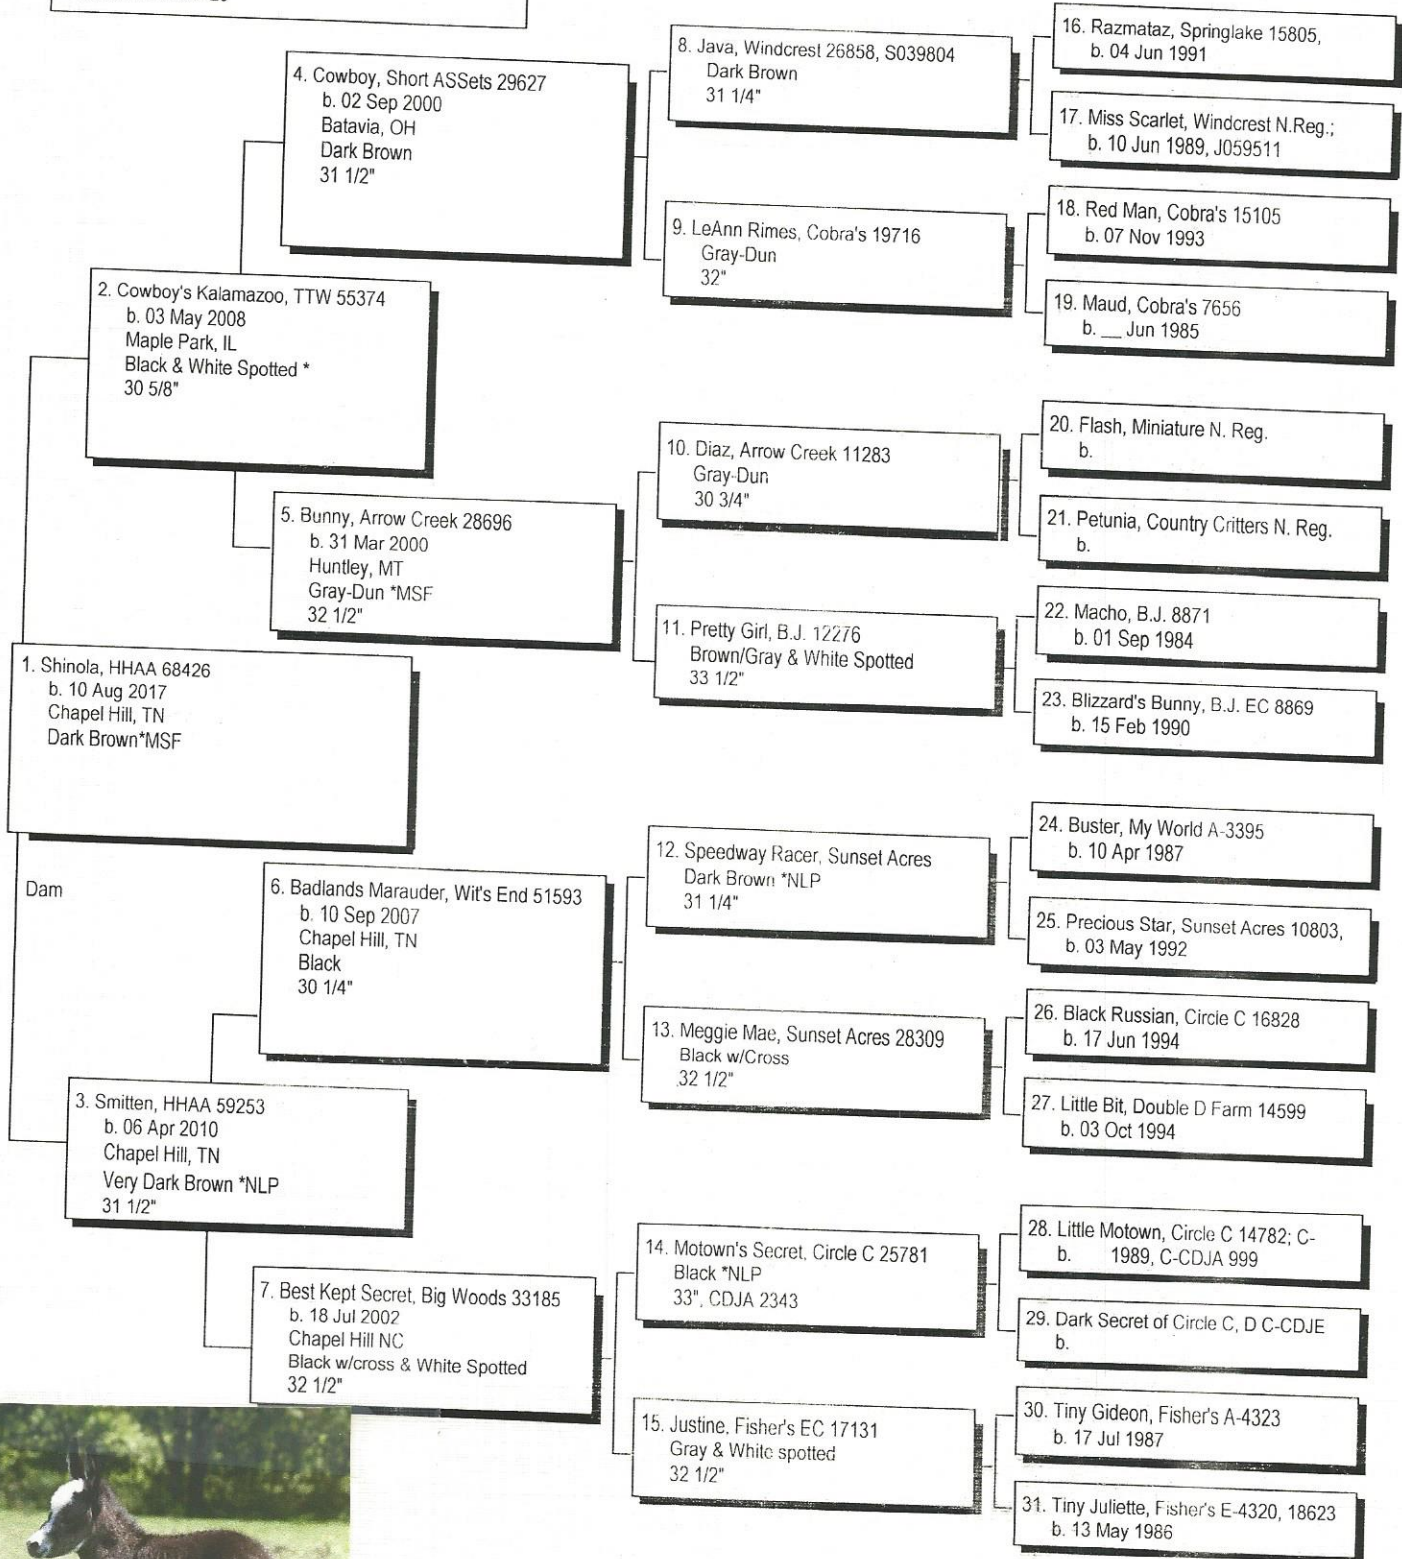 4. Cowboy, Short ASSets 29627
b. 02 Sep 2000
Batavia, OH
Dark Brown
31 1/2"
8. Java, Windcrest 26858, S039804
Dark Brown
31 1/4"
16. Razmataz, Springlake 15805,
b. 04 Jun 1991
17. Miss Scarlet, Windcrest N.Reg.;
b. 10 Jun 1989, J059511
9. LeAnn Rimes, Cobra's 19716
Gray-Dun
32"
18. Red Man, Cobra's 15105
b. 07 Nov 1993
19. Maud, Cobra's 7656
b. __ Jun 1985
2. Cowboy's Kalamazoo, TTW 55374
b. 03 May 2008
Maple Park, IL
Black & White Spotted *
30 5/8"
10. Diaz, Arrow Creek 11283
Gray-Dun
30 3/4"
20. Flash, Miniature N. Reg.
b.
21. Petunia, Country Critters N. Reg.
b.
5. Bunny, Arrow Creek 28696
b. 31 Mar 2000
Huntley, MT
Gray-Dun *MSF
32 1/2"
11. Pretty Girl, B.J. 12276
Brown/Gray & White Spotted
33 1/2"
22. Macho, B.J. 8871
b. 01 Sep 1984
23. Blizzard's Bunny, B.J. EC 8869
b. 15 Feb 1990
1. Shinola, HHAA 68426
b. 10 Aug 2017
Chapel Hill, TN
Dark Brown*MSF
Dam
6. Badlands Marauder, Wit's End 51593
b. 10 Sep 2007
Chapel Hill, TN
Black
30 1/4"
12. Speedway Racer, Sunset Acres
Dark Brown *NLP
31 1/4"
24. Buster, My World A-3395
b. 10 Apr 1987
25. Precious Star, Sunset Acres 10803,
b. 03 May 1992
13. Meggie Mae, Sunset Acres 28309
Black w/Cross
32 1/2"
26. Black Russian, Circle C 16828
b. 17 Jun 1994
27. Little Bit, Double D Farm 14599
b. 03 Oct 1994
3. Smitten, HHAA 59253
b. 06 Apr 2010
Chapel Hill, TN
Very Dark Brown *NLP
31 1/2"
14. Motown's Secret, Circle C 25781
Black *NLP
33", CDJA 2343
28. Little Motown, Circle C 14782; C-
b. 1989, C-CDJA 999
29. Dark Secret of Circle C, D C-CDJE
b.
7. Best Kept Secret, Big Woods 33185
b. 18 Jul 2002
Chapel Hill NC
Black w/cross & White Spotted
32 1/2"
15. Justine, Fisher's EC 17131
Gray & White spotted
32 1/2"
30. Tiny Gideon, Fisher's A-4323
b. 17 Jul 1987
31. Tiny Juliette, Fisher's E-4320, 18623
b. 13 May 1986